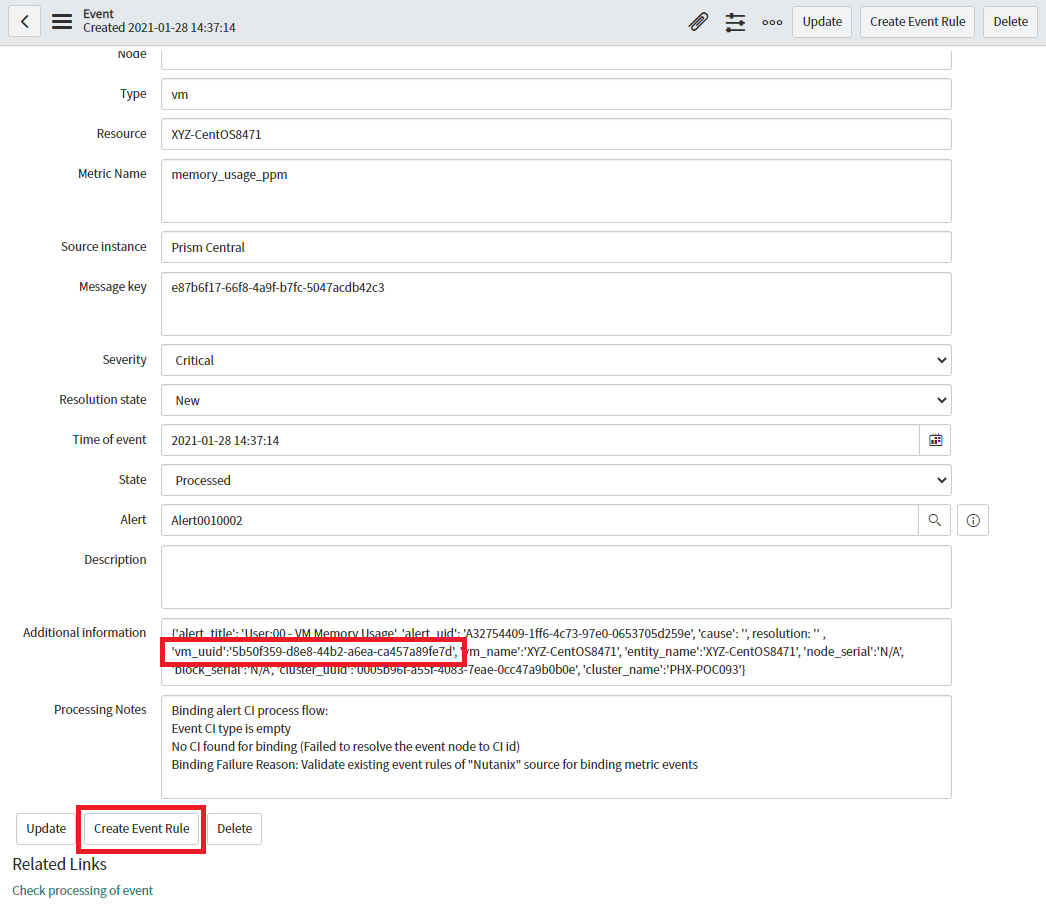 Event
Created 2021-01-28 14:37:14
Update
Create Event Rule
Delete
Node
Type
vm
Resource
XYZ-CentOS8471
Metric Name
memory_usage_ppm
Source instance
Prism Central
Message key
e87b6f17-66f8-4a9f-b7fc-5047acdb42c3
Severity
Critical
Resolution state
New
Time of event
2021-01-28 14:37:14
State
Processed
Alert
Alert0010002
Description
Additional information
{'alert_title': 'User:00 - VM Memory Usage' 'alert_uid': 'A32754409-1ff6-4c73-97e0-0653705d259e', 'cause': '', resolution: '' ,
'vm_uuid':'5b50f359-d8e8-44b2-a6ea-ca457a89fe7d', 'vm_name':'XYZ-CentOS8471', 'entity_name':'XYZ-CentOS8471', 'node_serial':'N/A',
'block_serial':'N/A', 'cluster_uuid':'0005b96f-a55f-4083-7eae-0cc47a9b0b0e', 'cluster_name':'PHX-POC093'}
Processing Notes
Binding alert CI process flow:
Event CI type is empty
No CI found for binding (Failed to resolve the event node to CI id)
Binding Failure Reason: Validate existing event rules of "Nutanix" source for binding metric events
Update
Create Event Rule
Delete
Related Links
Check processing of event